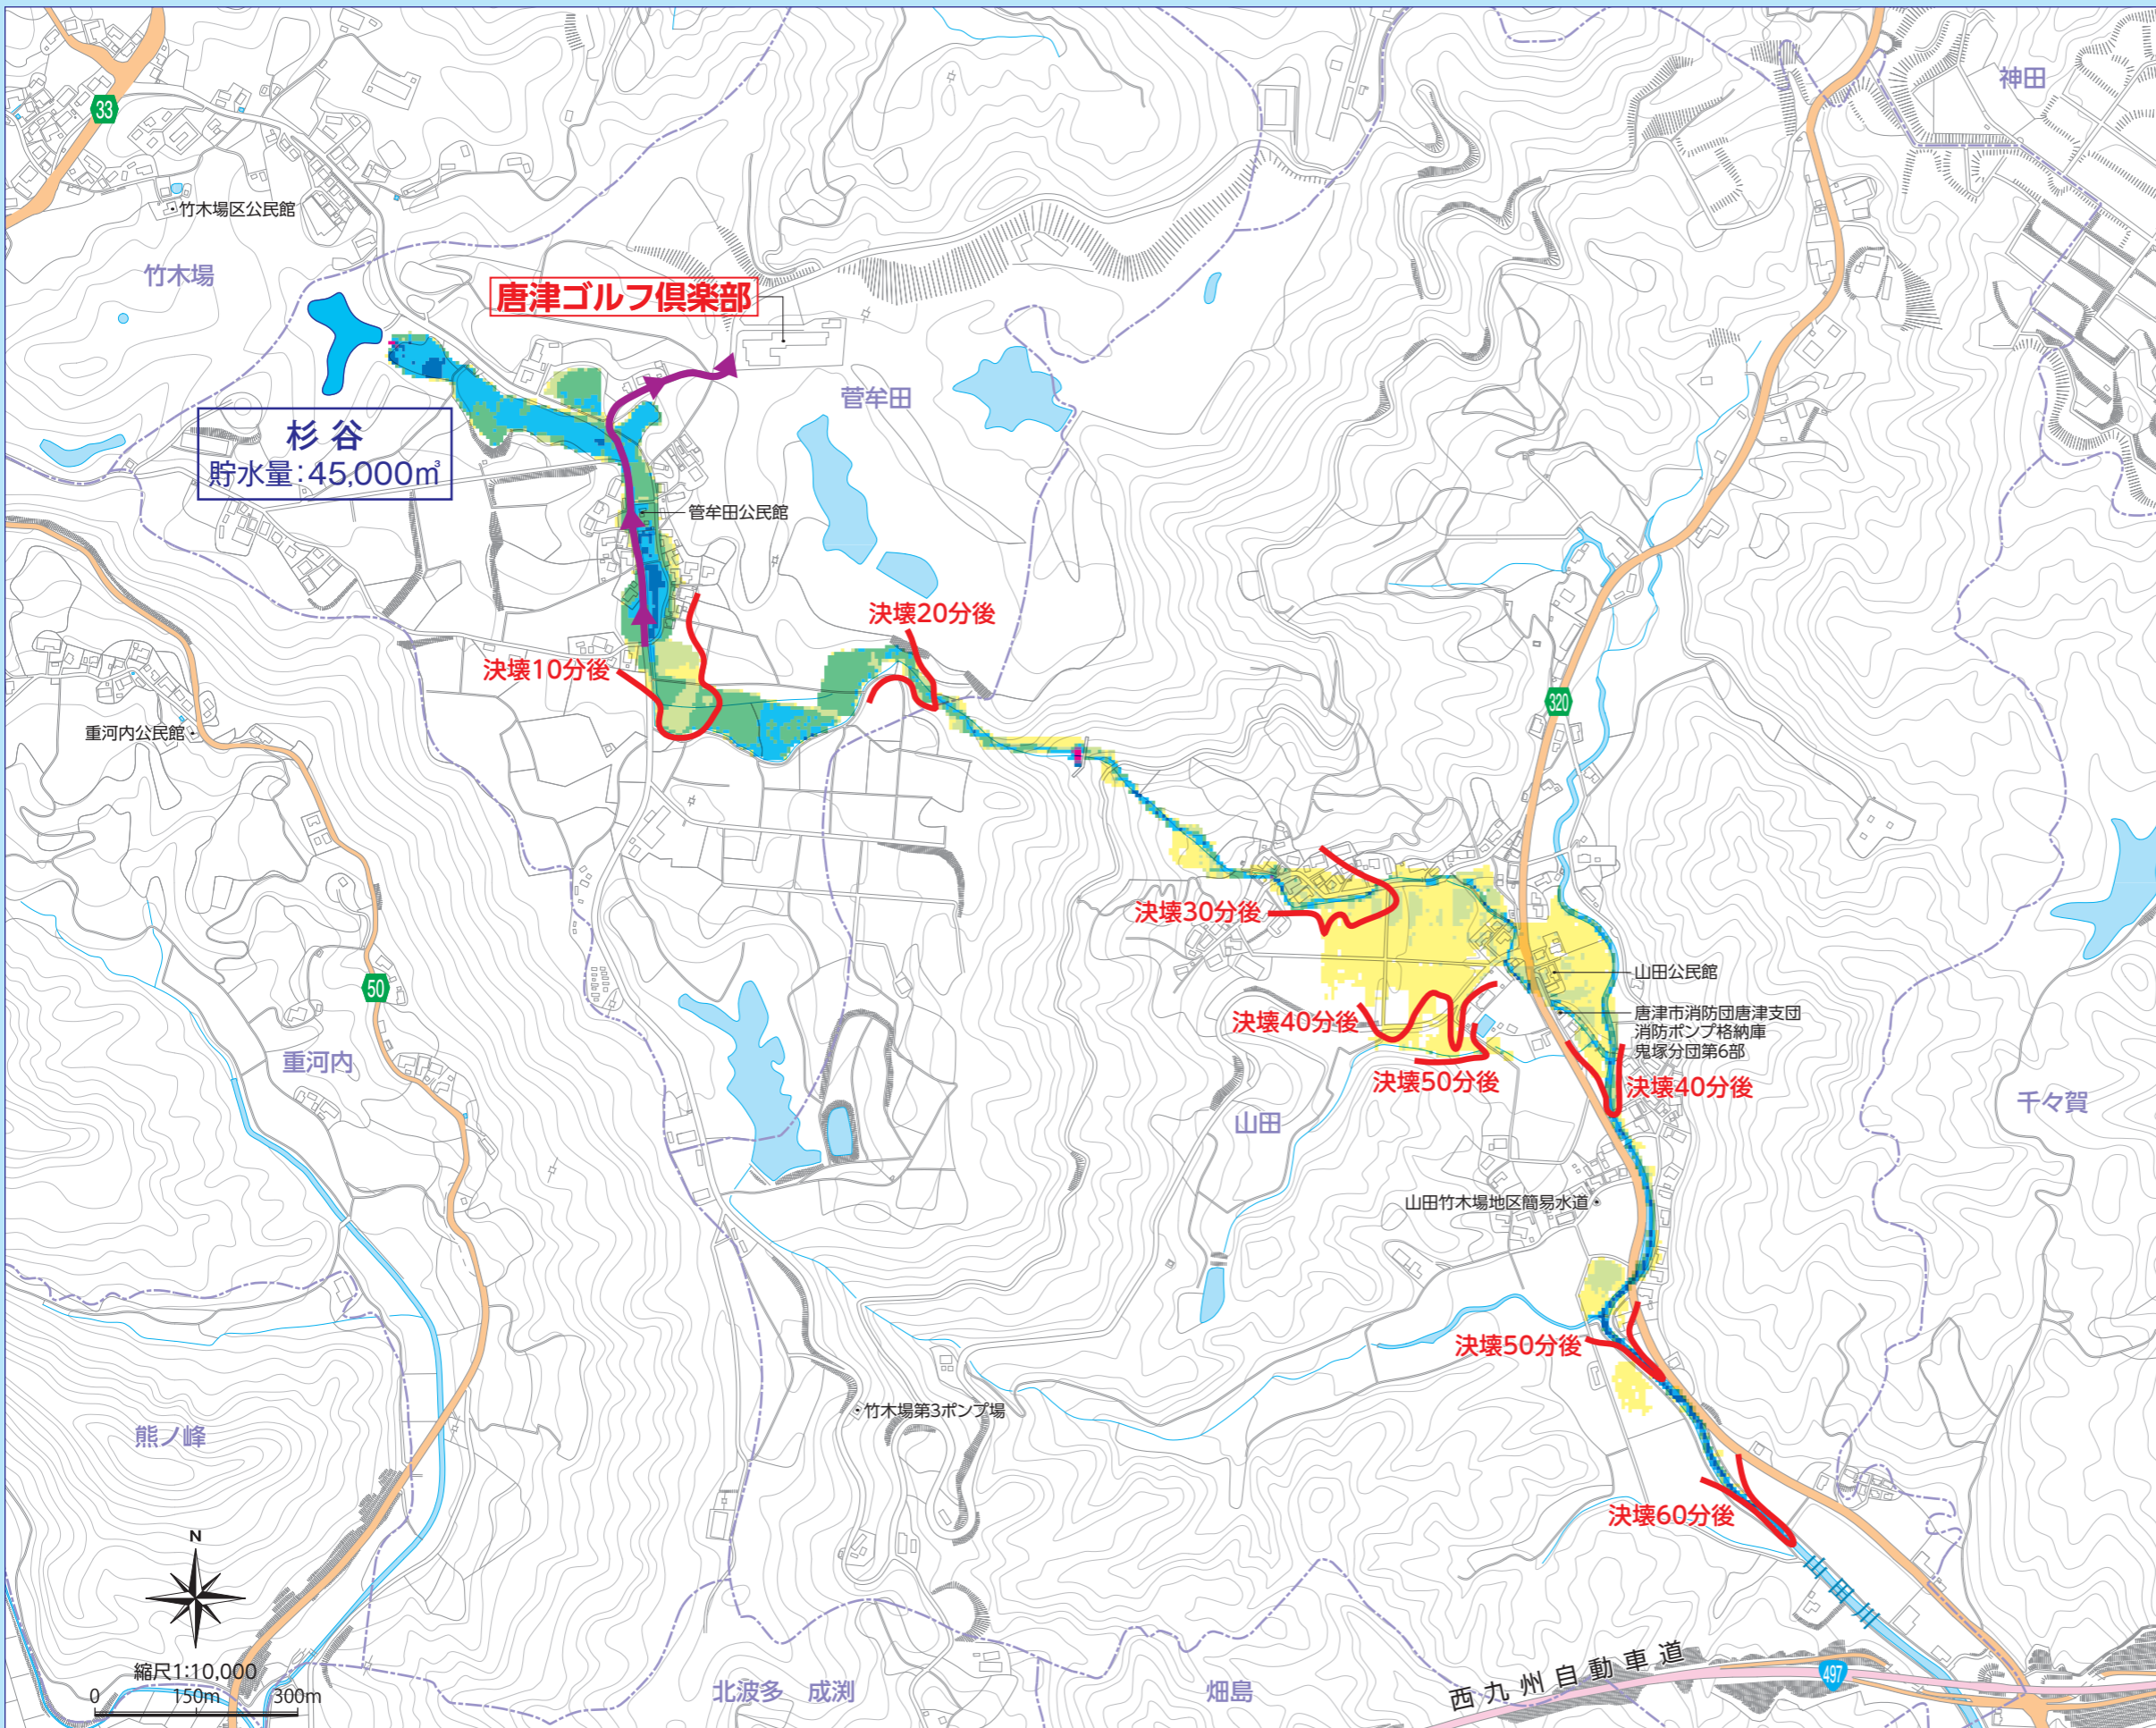 神田
33
竹木場区公民館
竹木場
唐津ゴルフ倶楽部
菅牟田
杉 谷
貯水量:45,000㎥
管牟田公民館
決壊20分後
決壊10分後
320
重河内公民館
決壊30分後
山田公民館
50
唐津市消防団唐津支団
消防ポンプ格納庫
鬼塚分団第6部
決壊40分後
決壊50分後
決壊40分後
重河内
山田
千々賀
山田竹木場地区簡易水道
決壊50分後
竹木場第3ポンプ場
熊ノ峰
決壊60分後
N
山田川
縮尺1:10,000
0 150m 300m
北波多 成渕
畑島
西九州自動車道
497